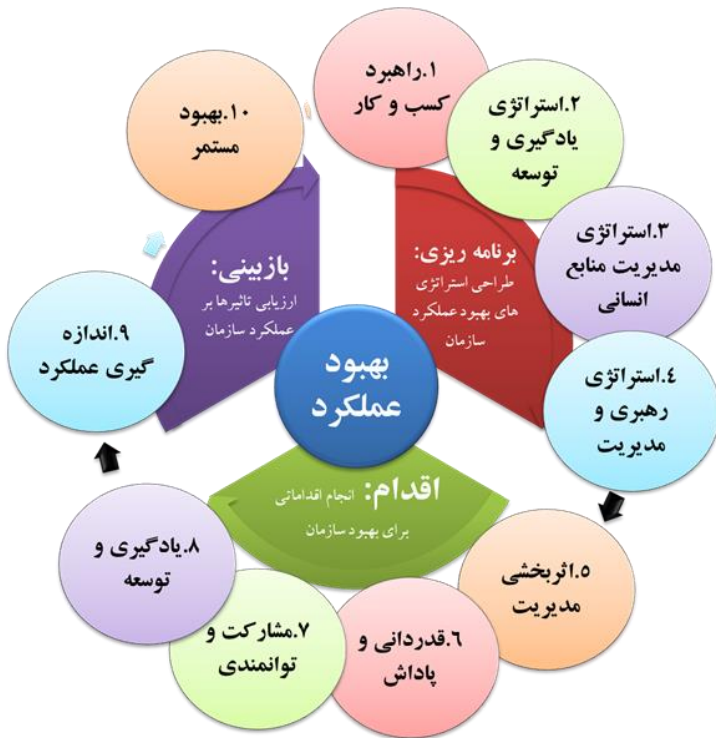 ۱.راهبرد
کسب و کار
۲.استراتژی
یادگیری و
توسعه
۳.استراتژی
مدیریت منابع
انسانی
٤.استراتژی
رهبری و
مدیریت
۵.اثربخشی
مدیریت
٦.قدردانی و
پاداش
۷.مشارکت و
توانمندی
۸.یادگیری و
توسعه
۹.اندازه
گیری عملکرد
۱۰.بهبود
مستمر
برنامه ریزی:
طراحی استراتژی
های بهبود عملکرد
سازمان
اقدام: انجام اقداماتی
برای بهبود سازمان
بازبینی:
ارزیابی تاثیرها بر
عملکرد سازمان
بهبود
عملکرد